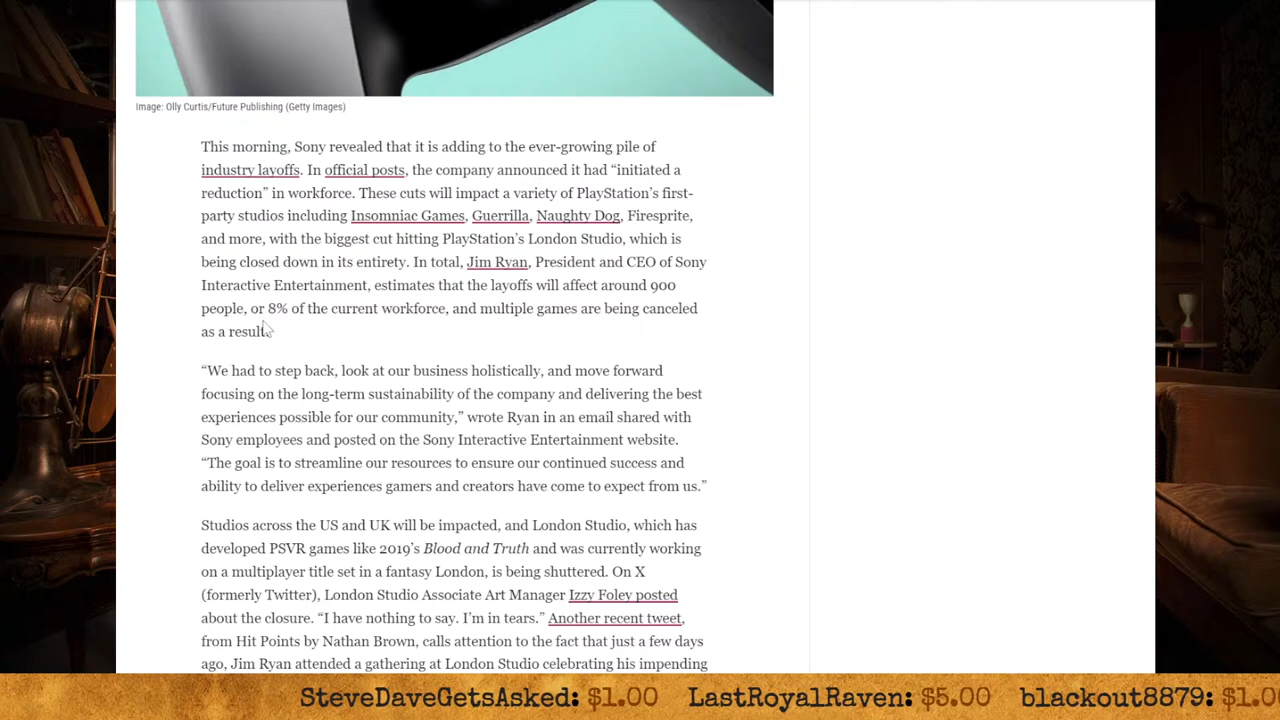 Image: Olly Curtis/Future Publishing (Getty Images)
This morning, Sony revealed that it is adding to the ever-growing pile of
industry layoffs. In official posts, the company announced it had “initiated a
reduction” in workforce. These cuts will impact a variety of PlayStation’s first-
party studios including Insomniac Games, Guerrilla, Naughty Dog, Firesprite,
and more, with the biggest cut hitting PlayStation’s London Studio, which is
being closed down in its entirety. In total, Jim Ryan, President and CEO of Sony
Interactive Entertainment, estimates that the layoffs will affect around 900
people, or 8% of the current workforce, and multiple games are being canceled
as a result.
“We had to step back, look at our business holistically, and move forward
focusing on the long-term sustainability of the company and delivering the best
experiences possible for our community,” wrote Ryan in an email shared with
Sony employees and posted on the Sony Interactive Entertainment website.
“The goal is to streamline our resources to ensure our continued success and
ability to deliver experiences gamers and creators have come to expect from us.”
Studios across the US and UK will be impacted, and London Studio, which has
developed PSVR games like 2019’s Blood and Truth and was currently working
on a multiplayer title set in a fantasy London, is being shuttered. On X
(formerly Twitter), London Studio Associate Art Manager Izzy Foley posted
about the closure. “I have nothing to say. I’m in tears.” Another recent tweet,
from Hit Points by Nathan Brown, calls attention to the fact that just a few days
ago, Jim Ryan attended a gathering at London Studio celebrating his impending
SteveDaveGetsAsked: $1.00 LastRoyalRaven: $5.00 blackout8879: $1.0